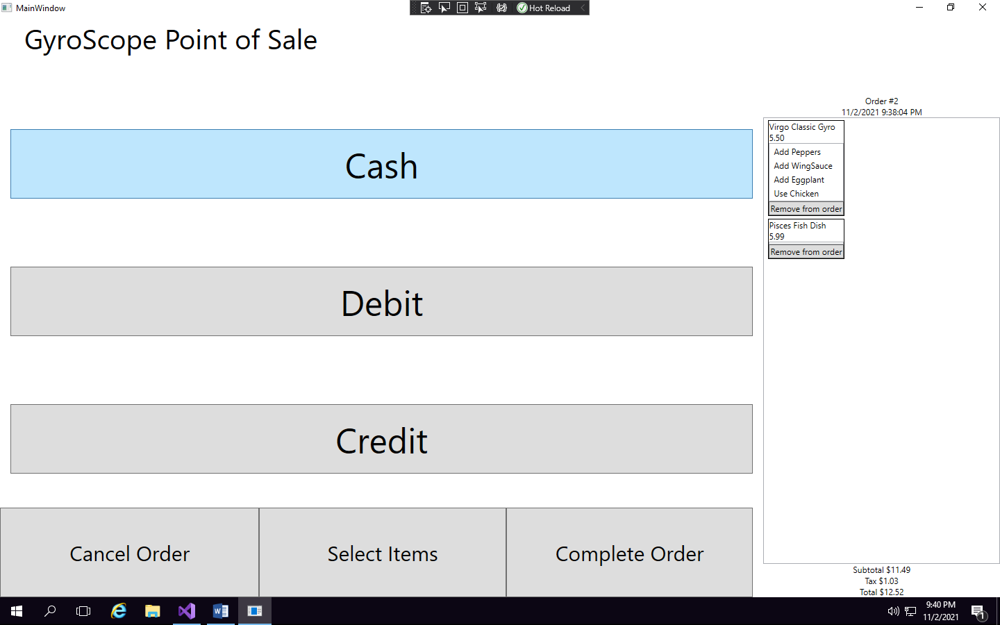 MainWindow
Hot Reload
GyroScope Point of Sale
Order #2
11/2/2021 9:38:04 PM
Cash
Debit
Credit
Virgo Classic Gyro
5.50
Add Peppers
Add WingSauce
Add Eggplant
Use Chicken
Remove from order
Pisces Fish Dish
5.99
Remove from order
Cancel Order
Select Items
Complete Order
Subtotal $11.49
Tax $1.03
Total $12.52
9:40 PM
11/2/2021
1